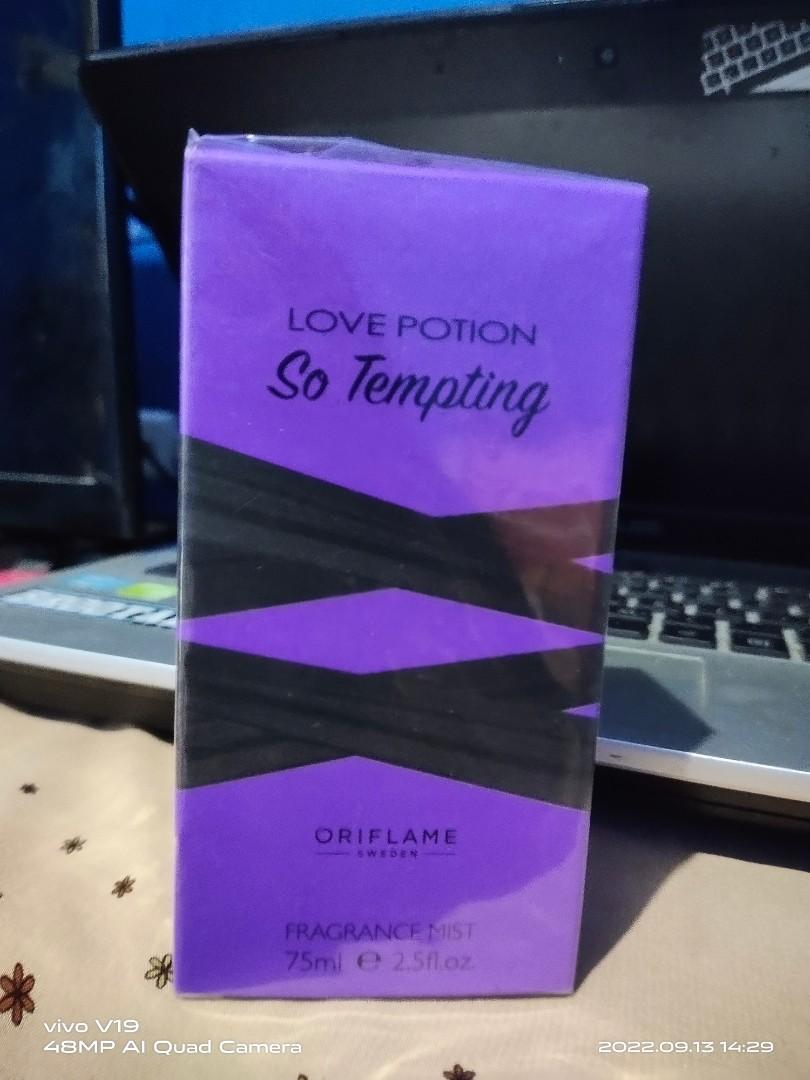 LOVE POTION
So Tempting
ORIFLAME
SWEDEN
FRAGRANCE MIST
75ml ℮ 2.5fl.oz.
vivo V19
48MP AI Quad Camera
2022.09.13 14:29